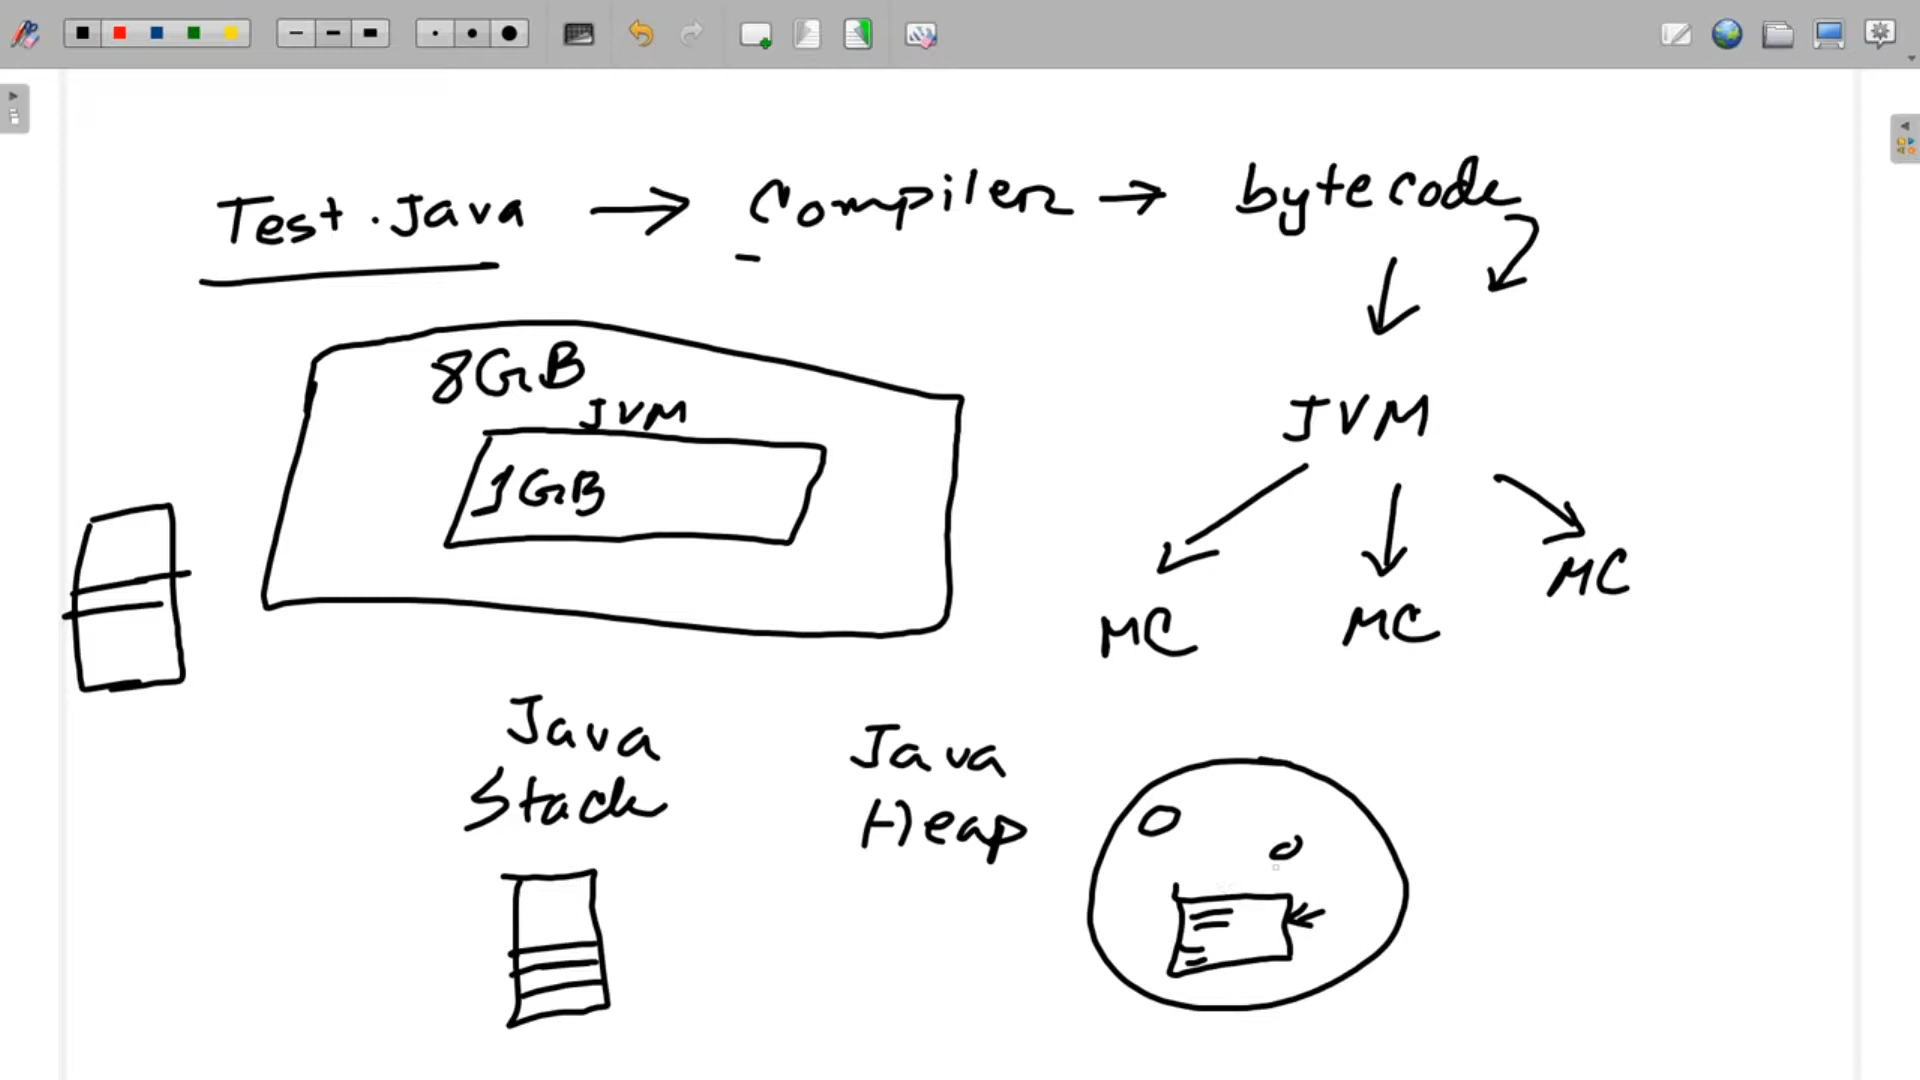 Test.Java → Compiler → bytecode
8GB
JVM
1GB
JVM
MC MC MC
Java
Stack
Java
Heap